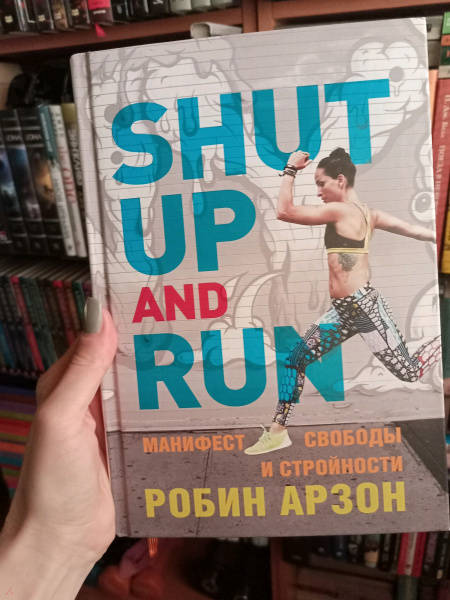 SHUT
UP
AND
RUN
МАНИФЕСТ СВОБОДЫ
И СТРОЙНОСТИ
РОБИН АРЗОН